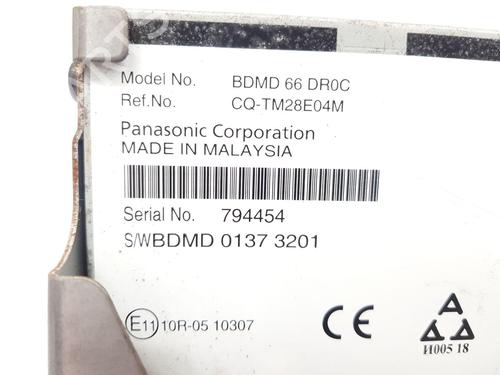 Model No. BDMD 66 DR0C
Ref.No. CQ-TM28E04M
Panasonic Corporation
MADE IN MALAYSIA
Serial No. 794454
S/WBDMD 0137 3201
E11 10R-05 10307
CE
A
И005 18